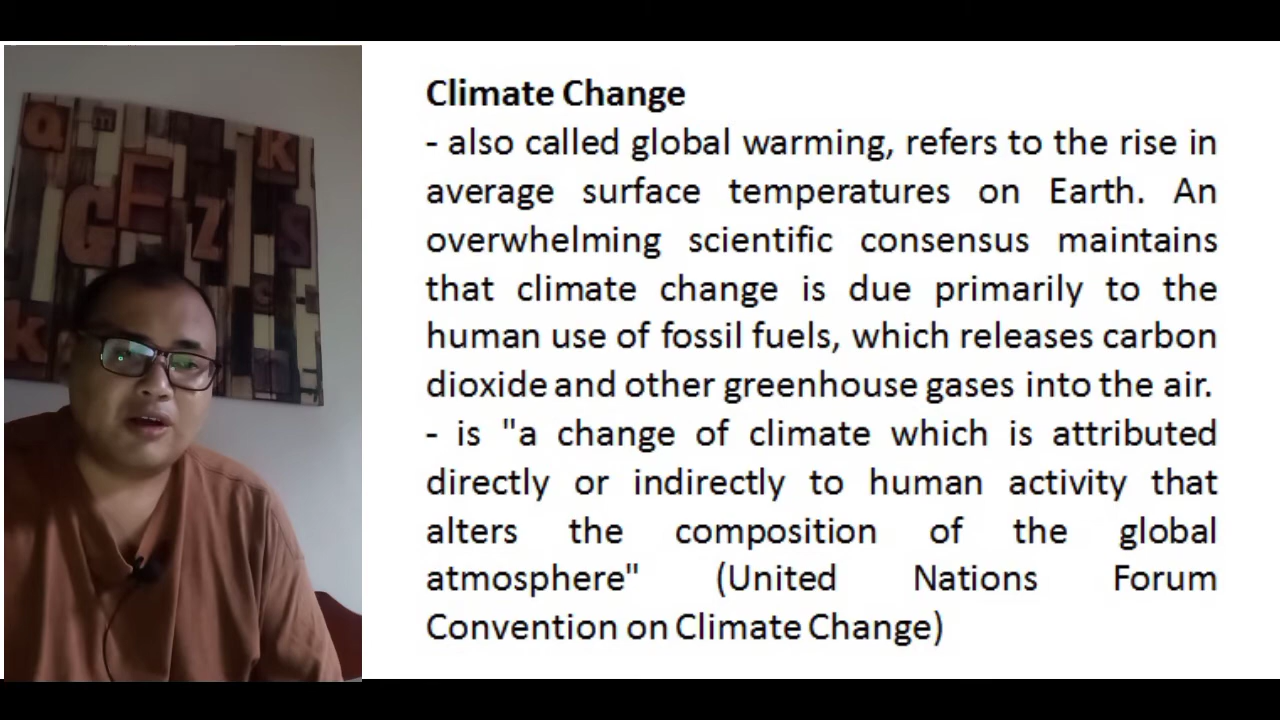 Climate Change
- also called global warming, refers to the rise in
average surface temperatures on Earth. An
overwhelming scientific consensus maintains
that climate change is due primarily to the
human use of fossil fuels, which releases carbon
dioxide and other greenhouse gases into the air.
- is "a change of climate which is attributed
directly or indirectly to human activity that
alters the composition of the global
atmosphere" (United Nations Forum
Convention on Climate Change)
Q
K
F
G
Z
S
k